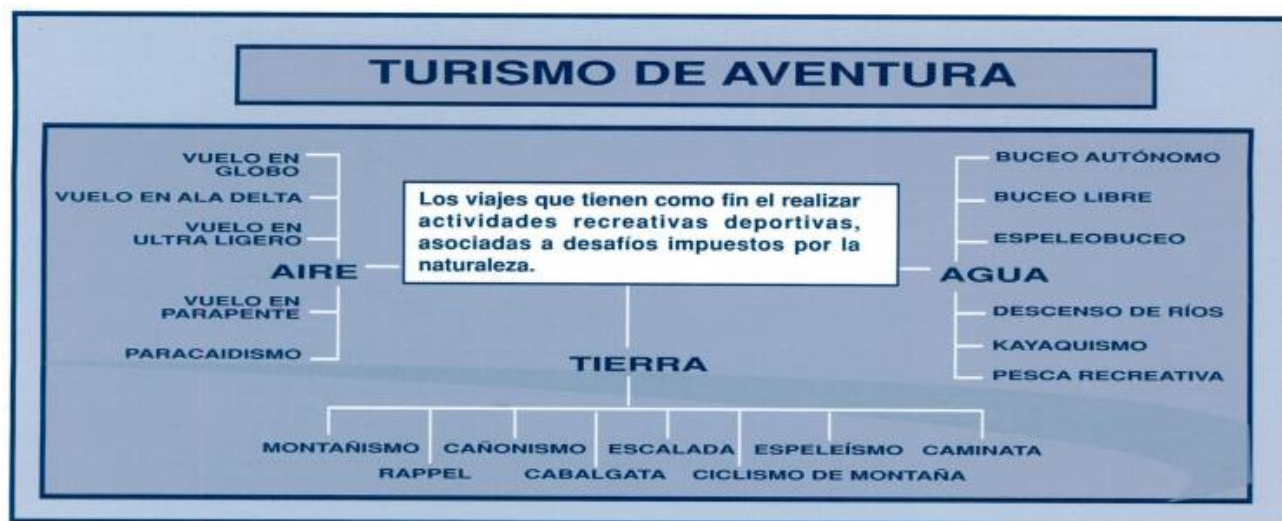 TURISMO DE AVENTURA
VUELO EN
GLOBO
VUELO EN ALA DELTA
VUELO EN
ULTRA LIGERO
AIRE
VUELO EN
PARAPENTE
PARACAIDISMO
Los viajes que tienen como fin el realizar
actividades recreativas deportivas,
asociadas a desafíos impuestos por la
naturaleza.
BUCEO AUTÓNOMO
BUCEO LIBRE
ESPELEOBUCEO
AGUA
DESCENSO DE RÍOS
KAYAQUISMO
PESCA RECREATIVA
TIERRA
MONTAÑISMO CAÑONISMO ESCALADA ESPELEÍSMO CAMINATA
RAPPEL CABALGATA CICLISMO DE MONTAÑA